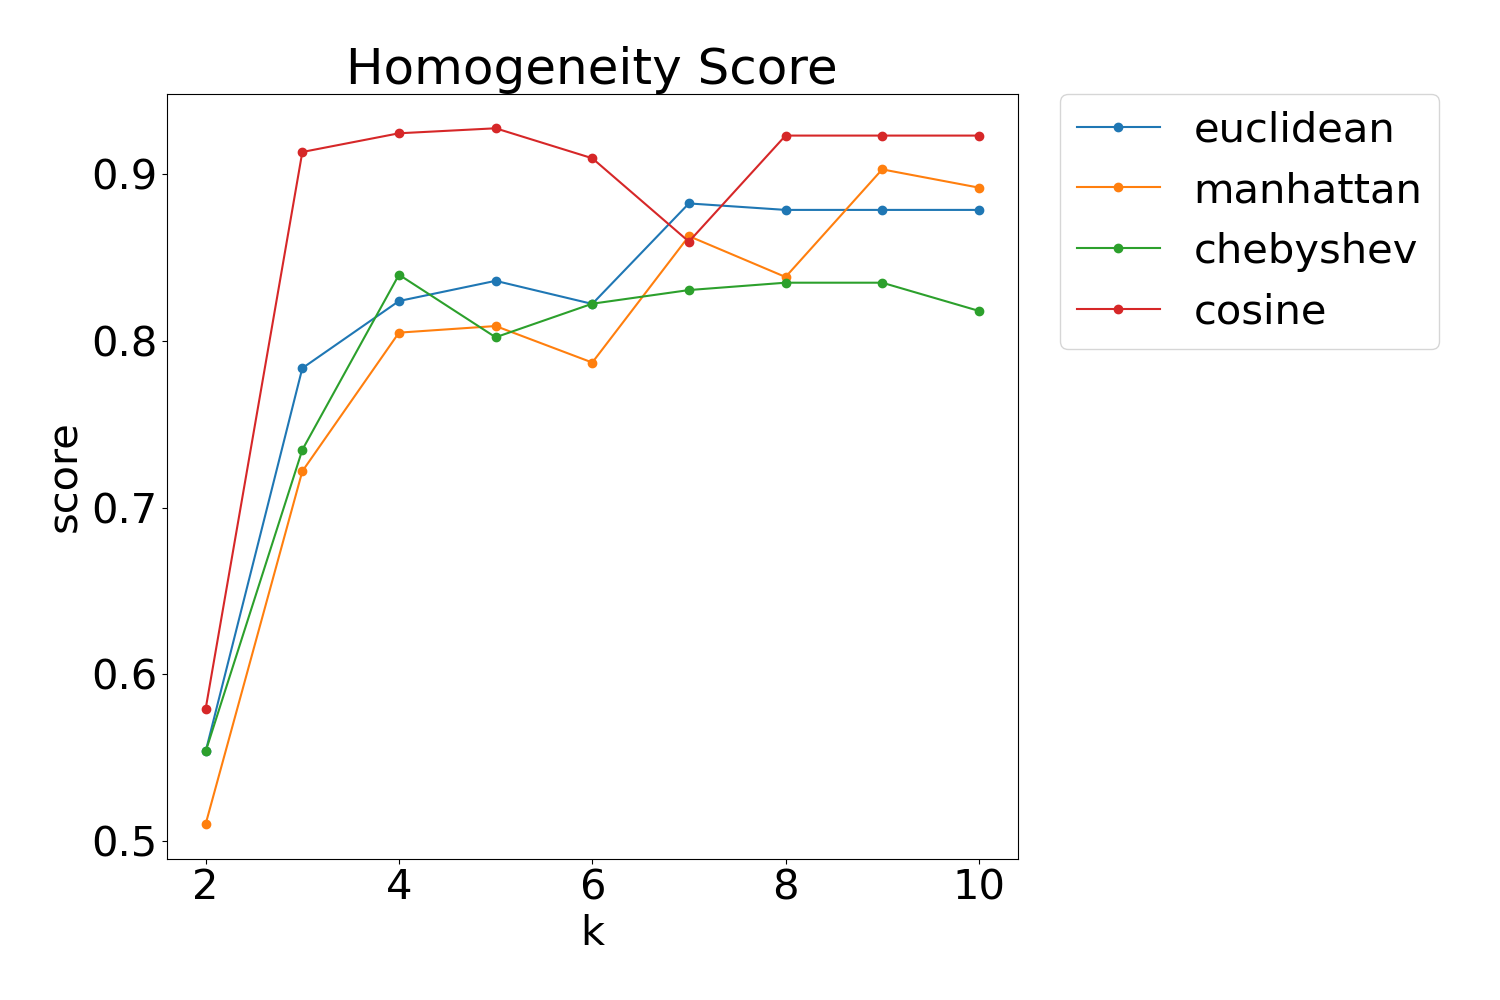 Homogeneity Score
euclidean
manhattan
chebyshev
cosine
score
0.9
0.8
0.7
0.6
0.5
2 4 6 8 10
k